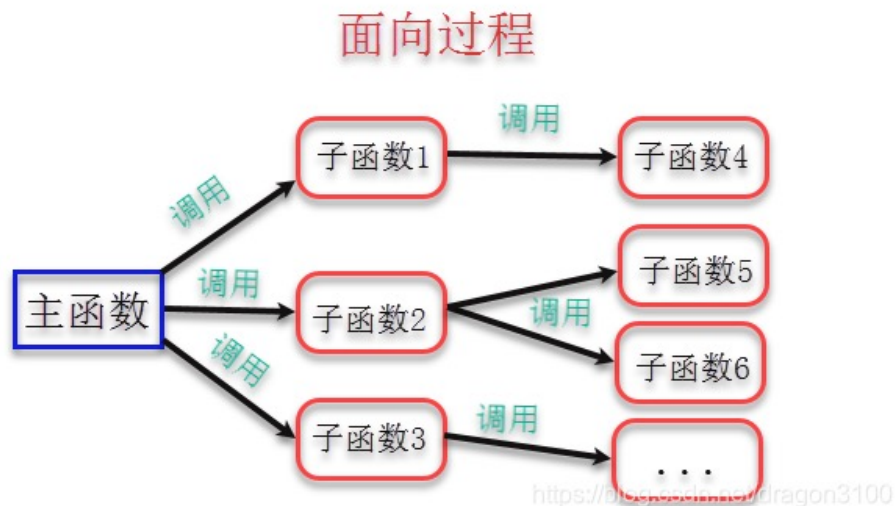 面向过程
调用
子函数1
子函数4
调用
调用
子函数5
主函数
子函数2
调用
调用
子函数6
子函数3
调用
...
https://blog.csdn.net/dragon3100